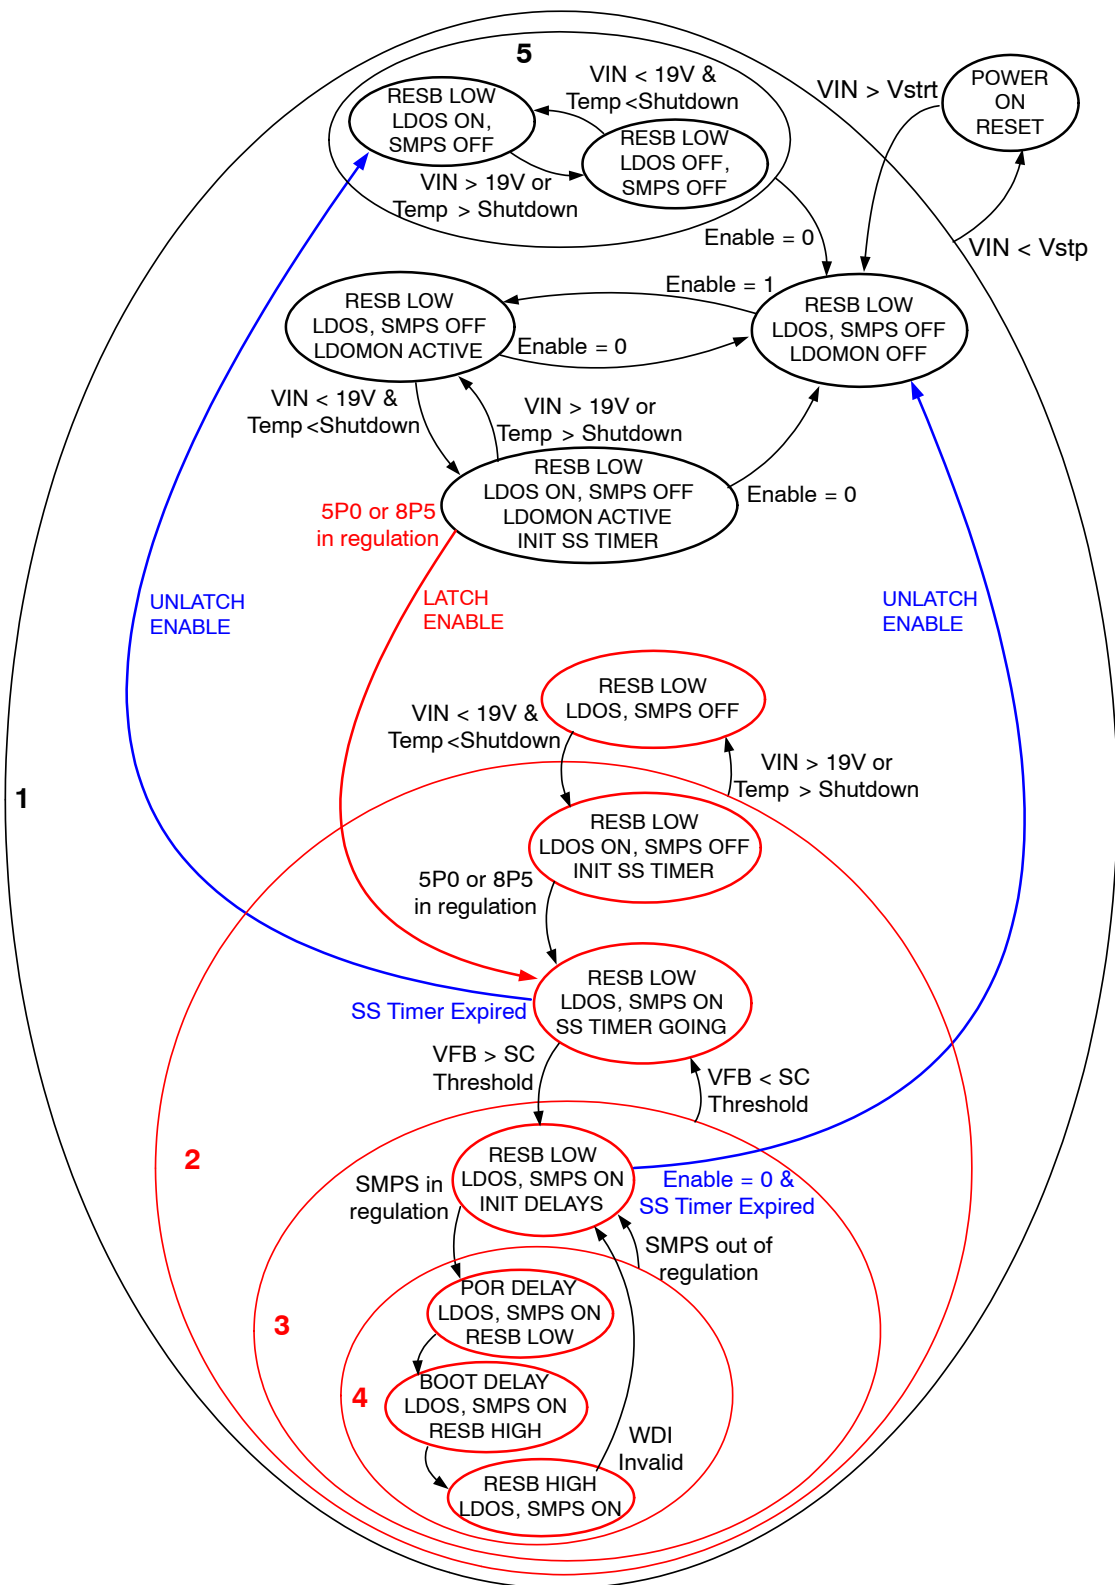 5
VIN < 19V &
Temp <Shutdown
RESB LOW
LDOS ON,
SMPS OFF
RESB LOW
LDOS OFF,
SMPS OFF
VIN > 19V or
Temp > Shutdown
VIN > Vstrt
POWER
ON
RESET
Enable = 0
VIN < Vstp
Enable = 1
RESB LOW
LDOS, SMPS OFF
LDOMON ACTIVE
RESB LOW
LDOS, SMPS OFF
LDOMON OFF
Enable = 0
VIN < 19V &
Temp <Shutdown
VIN > 19V or
Temp > Shutdown
RESB LOW
LDOS ON, SMPS OFF
LDOMON ACTIVE
INIT SS TIMER
Enable = 0
5P0 or 8P5
in regulation
UNLATCH
ENABLE
LATCH
ENABLE
UNLATCH
ENABLE
RESB LOW
LDOS, SMPS OFF
VIN < 19V &
Temp <Shutdown
VIN > 19V or
Temp > Shutdown
1
RESB LOW
LDOS ON, SMPS OFF
INIT SS TIMER
5P0 or 8P5
in regulation
RESB LOW
LDOS, SMPS ON
SS TIMER GOING
SS Timer Expired
VFB > SC
Threshold
VFB < SC
Threshold
2
RESB LOW
LDOS, SMPS ON
INIT DELAYS
SMPS in
regulation
Enable = 0 &
SS Timer Expired
SMPS out of
regulation
3
POR DELAY
LDOS, SMPS ON
RESB LOW
4
BOOT DELAY
LDOS, SMPS ON
RESB HIGH
WDI
Invalid
RESB HIGH
LDOS, SMPS ON